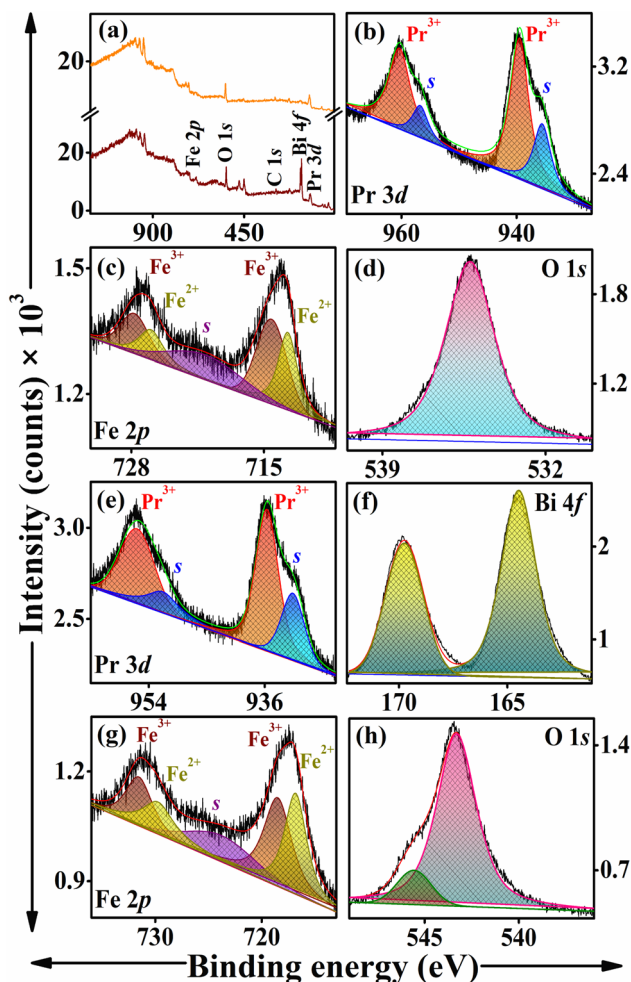 (a)
20
20
0
Fe 2p
O 1s
C 1s
Bi 4f
Pr 3d
900 450
(b)
Pr³⁺ Pr³⁺
s s
3.2
2.4
Pr 3d
960 940
(c)
Fe³⁺ Fe³⁺
Fe²⁺ Fe²⁺
s
1.5
1.2
Fe 2p
728 715
(d) O 1s
1.8
1.2
539 532
(e)
Pr³⁺ Pr³⁺
s s
3.0
2.5
Pr 3d
954 936
(f) Bi 4f
2
1
170 165
(g)
Fe³⁺ Fe³⁺
Fe²⁺ Fe²⁺
s
1.2
0.9
Fe 2p
730 720
(h) O 1s
1.4
0.7
545 540
Intensity (counts) × 10³
Binding energy (eV)